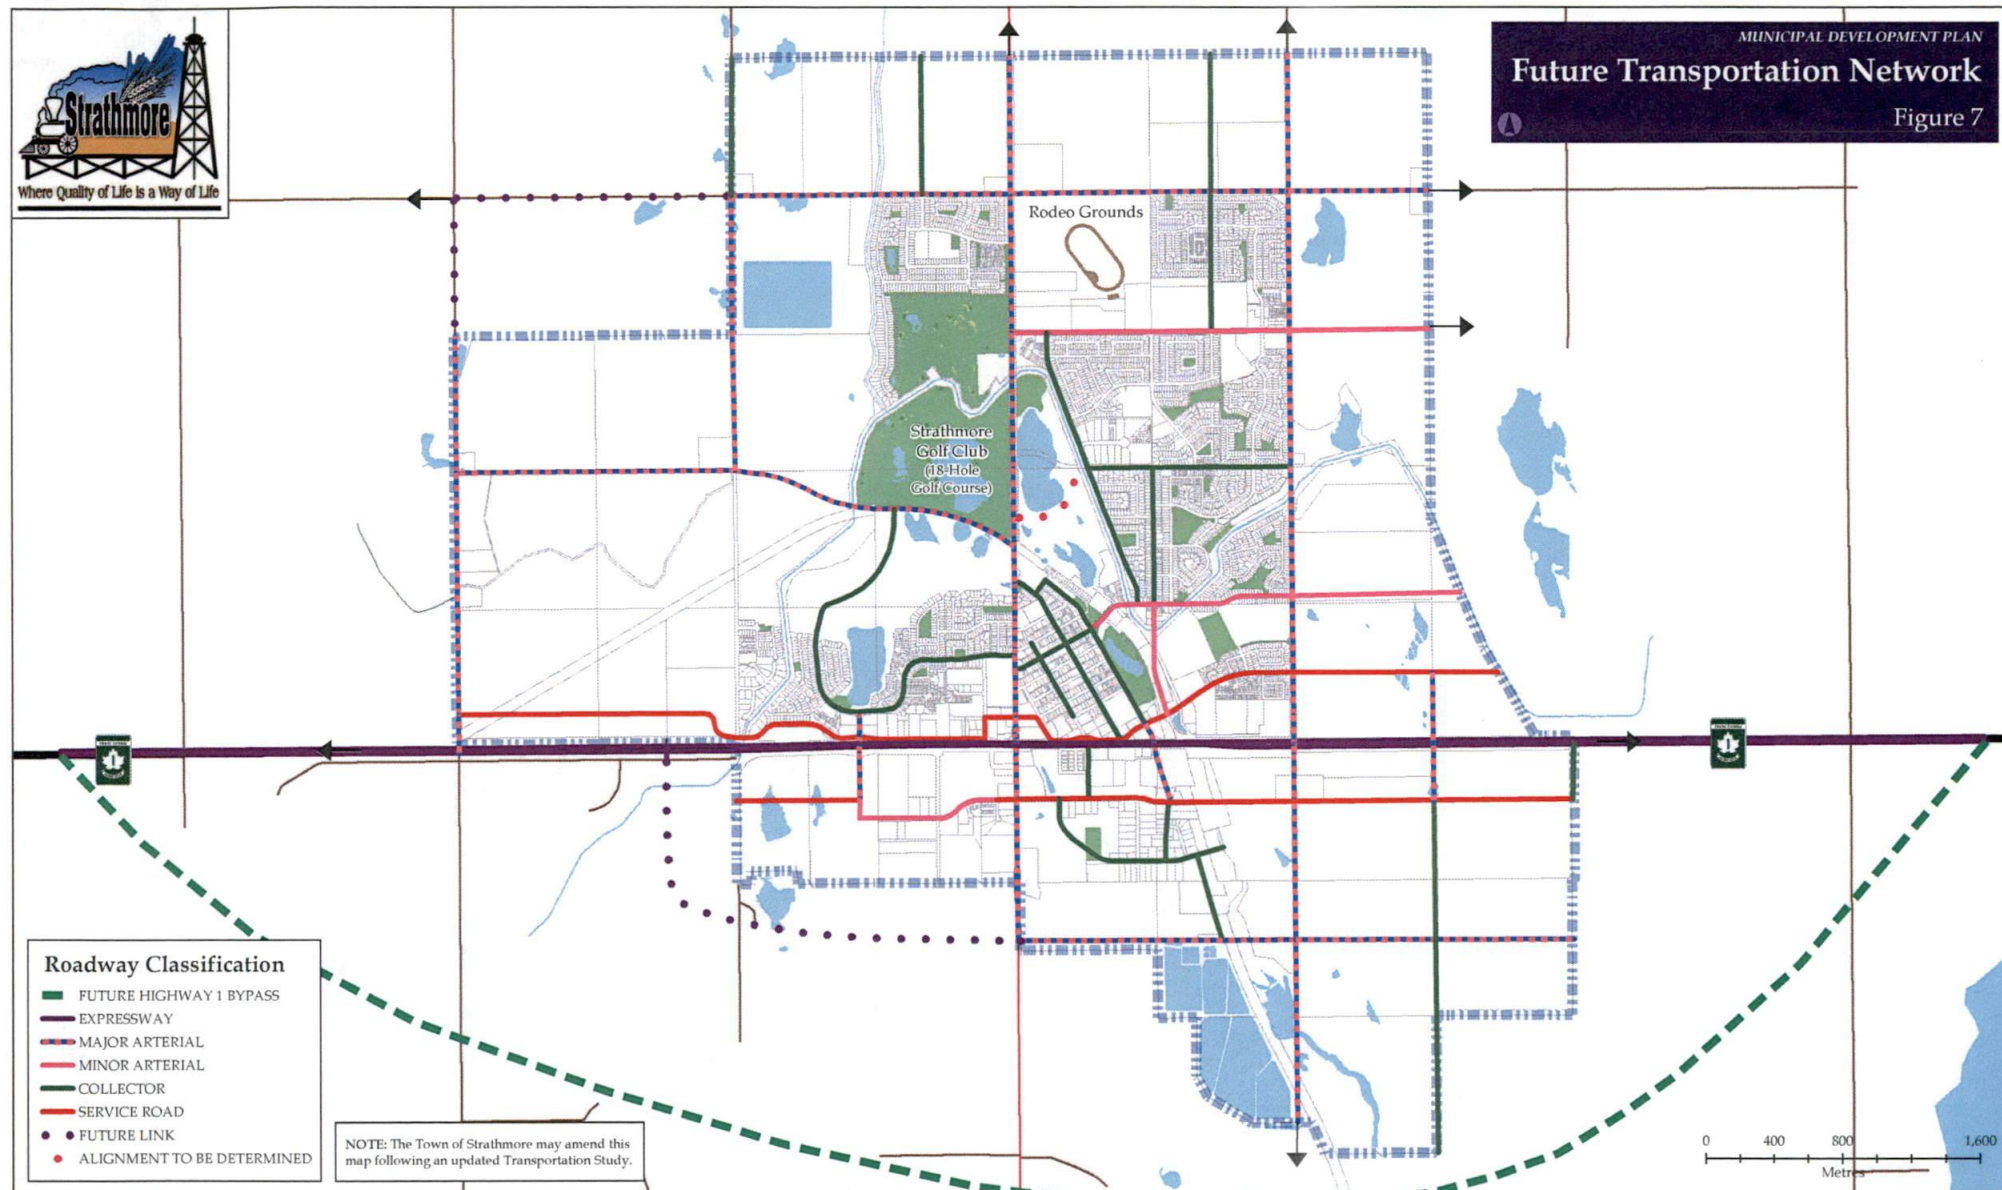 Strathmore
Where Quality of Life is a Way of Life
MUNICIPAL DEVELOPMENT PLAN
Future Transportation Network
Figure 7
Rodeo Grounds
Strathmore
Golf Club
(18-Hole
Golf Course)
1
1
Roadway Classification
FUTURE HIGHWAY 1 BYPASS
EXPRESSWAY
MAJOR ARTERIAL
MINOR ARTERIAL
COLLECTOR
SERVICE ROAD
FUTURE LINK
ALIGNMENT TO BE DETERMINED
NOTE: The Town of Strathmore may amend this
map following an updated Transportation Study.
0 400 800 1,600
Metres